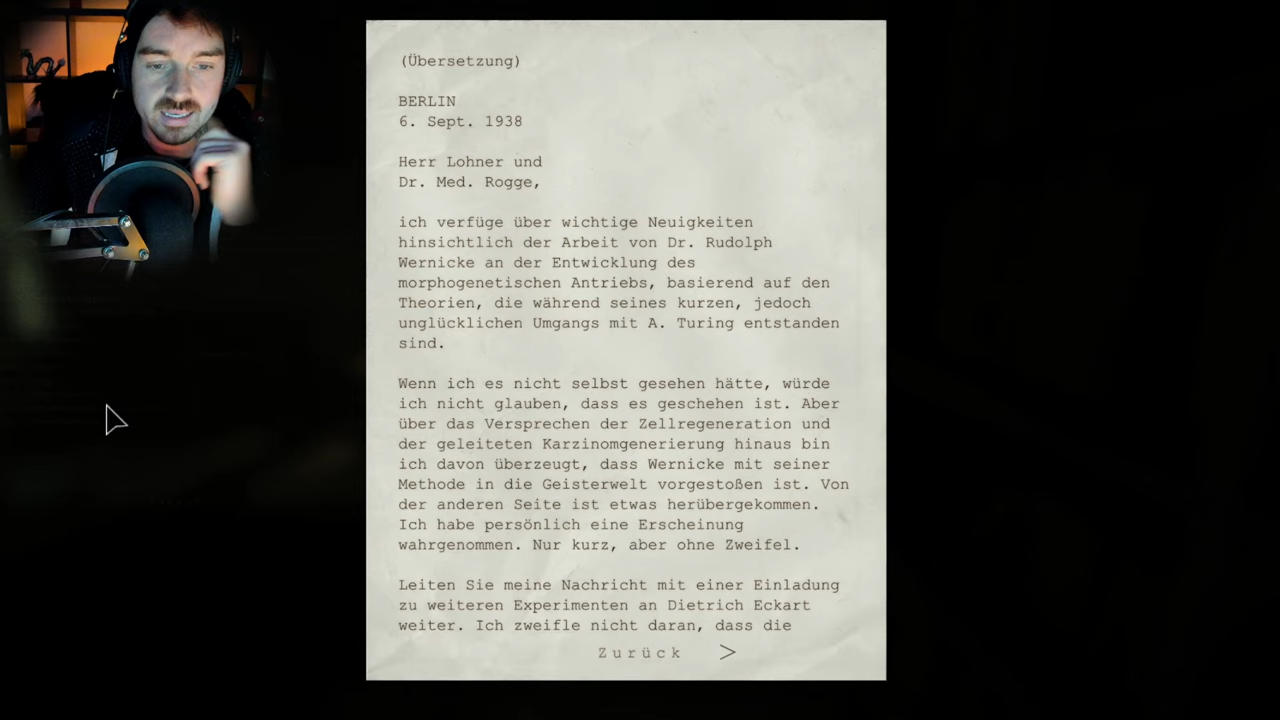 (Übersetzung)
BERLIN
6. Sept. 1938
Herr Lohner und
Dr. Med. Rogge,
ich verfüge über wichtige Neuigkeiten
hinsichtlich der Arbeit von Dr. Rudolph
Wernicke an der Entwicklung des
morphogenetischen Antriebs, basierend auf den
Theorien, die während seines kurzen, jedoch
unglücklichen Umgangs mit A. Turing entstanden
sind.
Wenn ich es nicht selbst gesehen hätte, würde
ich nicht glauben, dass es geschehen ist. Aber
über das Versprechen der Zellregeneration und
der geleiteten Karzinomgenerierung hinaus bin
ich davon überzeugt, dass Wernicke mit seiner
Methode in die Geisterwelt vorgestoßen ist. Von
der anderen Seite ist etwas herübergekommen.
Ich habe persönlich eine Erscheinung
wahrgenommen. Nur kurz, aber ohne Zweifel.
Leiten Sie meine Nachricht mit einer Einladung
zu weiteren Experimenten an Dietrich Eckart
weiter. Ich zweifle nicht daran, dass die
Zurück >